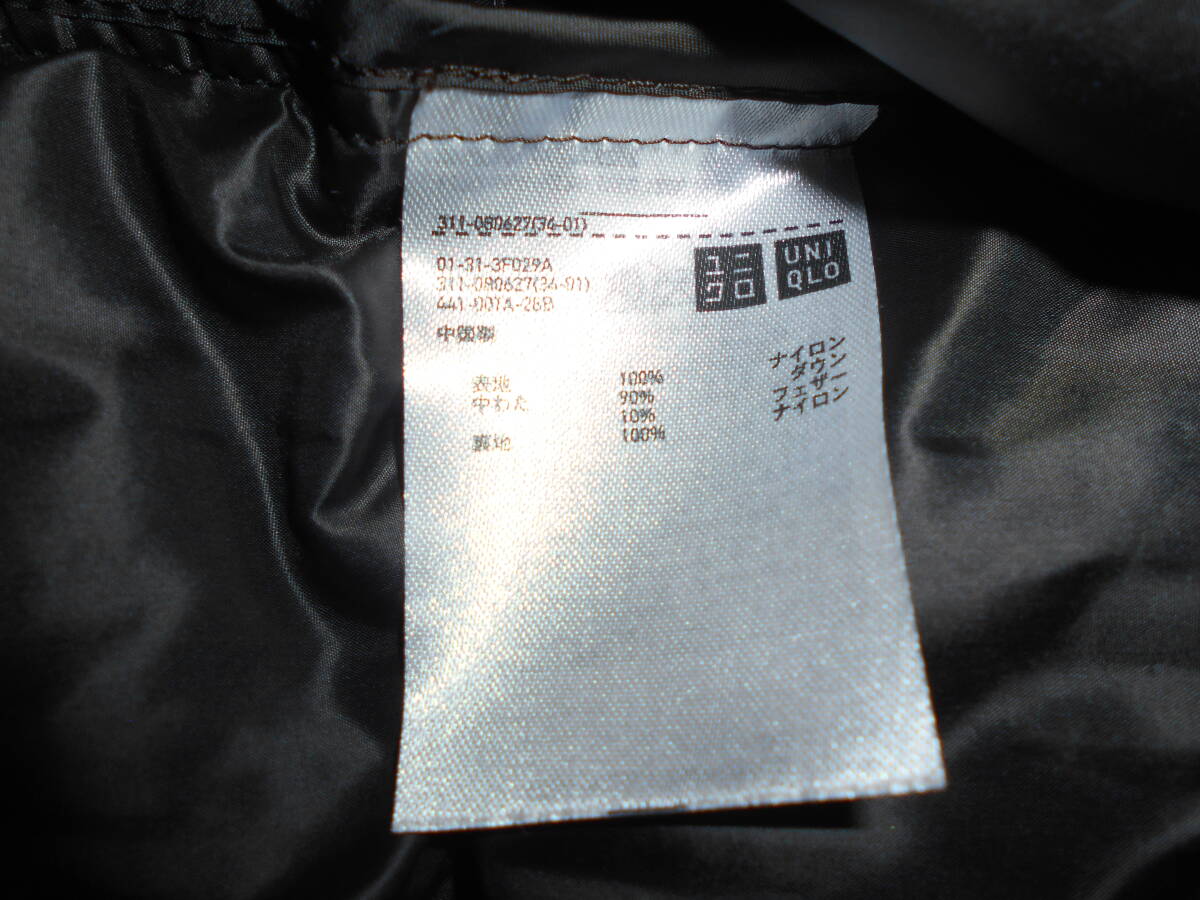 311-080627(34-01)
ユニ
クロ
UNI
QLO
01-31-3F029A
311-080627(34-01)
441-001A-26B
中国製
表地 100% ナイロン
中わた 90% ダウン
10% フェザー
裏地 100% ナイロン